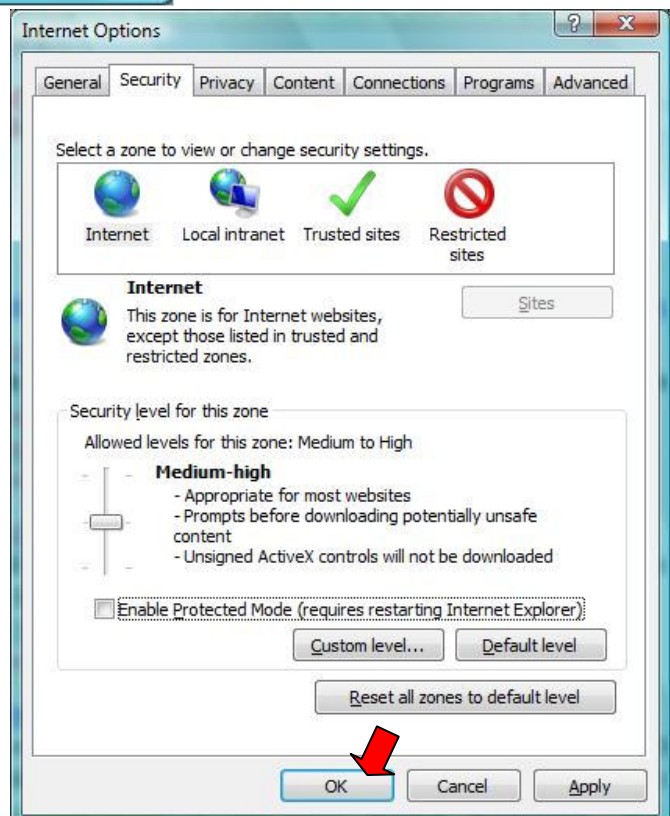 Internet Options
General Security Privacy Content Connections Programs Advanced
Select a zone to view or change security settings.
Internet Local intranet Trusted sites Restricted sites
Internet
This zone is for Internet websites,
except those listed in trusted and
restricted zones.
Sites
Security level for this zone
Allowed levels for this zone: Medium to High
Medium-high
- Appropriate for most websites
- Prompts before downloading potentially unsafe
content
- Unsigned ActiveX controls will not be downloaded
Enable Protected Mode (requires restarting Internet Explorer)
Custom level... Default level
Reset all zones to default level
OK Cancel Apply